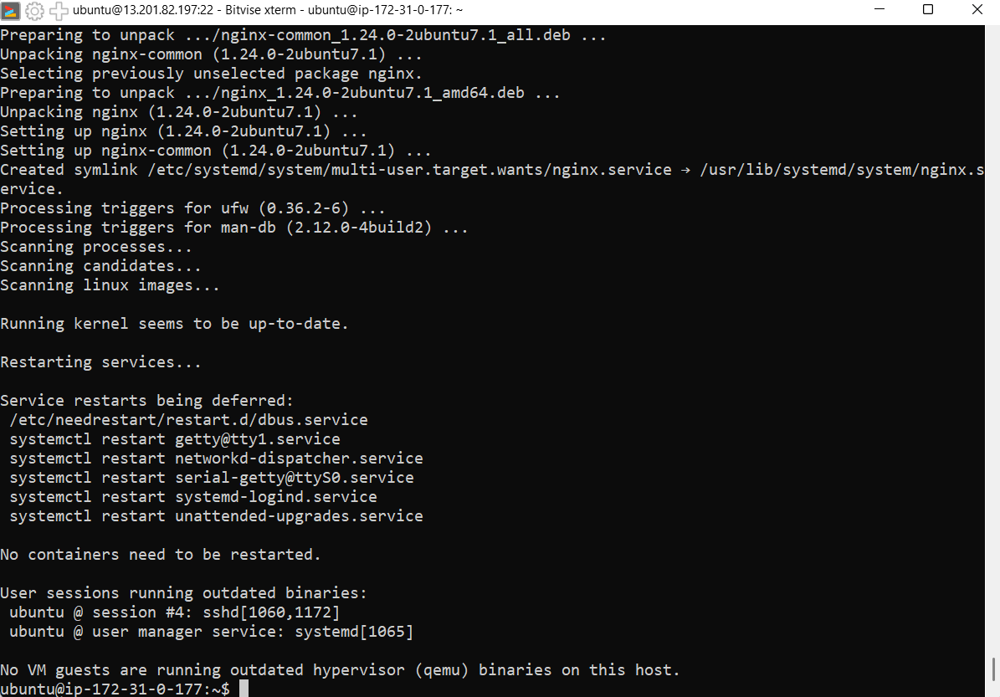 ubuntu@13.201.82.197:22 - Bitvise xterm - ubuntu@ip-172-31-0-177: ~
Preparing to unpack .../nginx-common_1.24.0-2ubuntu7.1_all.deb ...
Unpacking nginx-common (1.24.0-2ubuntu7.1) ...
Selecting previously unselected package nginx.
Preparing to unpack .../nginx_1.24.0-2ubuntu7.1_amd64.deb ...
Unpacking nginx (1.24.0-2ubuntu7.1) ...
Setting up nginx (1.24.0-2ubuntu7.1) ...
Setting up nginx-common (1.24.0-2ubuntu7.1) ...
Created symlink /etc/systemd/system/multi-user.target.wants/nginx.service → /usr/lib/systemd/system/nginx.s
ervice.
Processing triggers for ufw (0.36.2-6) ...
Processing triggers for man-db (2.12.0-4build2) ...
Scanning processes...
Scanning candidates...
Scanning linux images...
Running kernel seems to be up-to-date.
Restarting services...
Service restarts being deferred:
 /etc/needrestart/restart.d/dbus.service
 systemctl restart getty@tty1.service
 systemctl restart networkd-dispatcher.service
 systemctl restart serial-getty@ttyS0.service
 systemctl restart systemd-logind.service
 systemctl restart unattended-upgrades.service
No containers need to be restarted.
User sessions running outdated binaries:
 ubuntu @ session #4: sshd[1060,1172]
 ubuntu @ user manager service: systemd[1065]
No VM guests are running outdated hypervisor (qemu) binaries on this host.
ubuntu@ip-172-31-0-177:~$